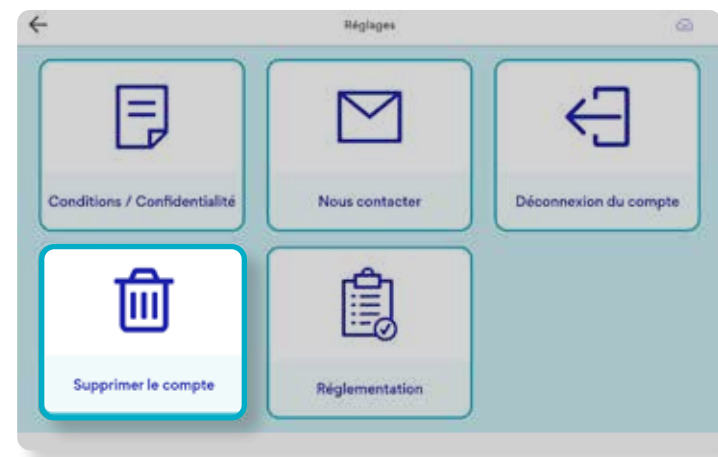 Réglages
Conditions / Confidentialité
Nous contacter
Déconnexion du compte
Supprimer le compte
Réglementation